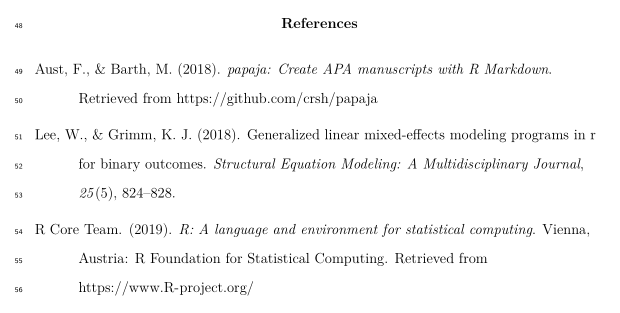 48 References
49 Aust, F., & Barth, M. (2018). papaja: Create APA manuscripts with R Markdown.
50 Retrieved from https://github.com/crsh/papaja
51 Lee, W., & Grimm, K. J. (2018). Generalized linear mixed-effects modeling programs in r
52 for binary outcomes. Structural Equation Modeling: A Multidisciplinary Journal,
53 25(5), 824–828.
54 R Core Team. (2019). R: A language and environment for statistical computing. Vienna,
55 Austria: R Foundation for Statistical Computing. Retrieved from
56 https://www.R-project.org/